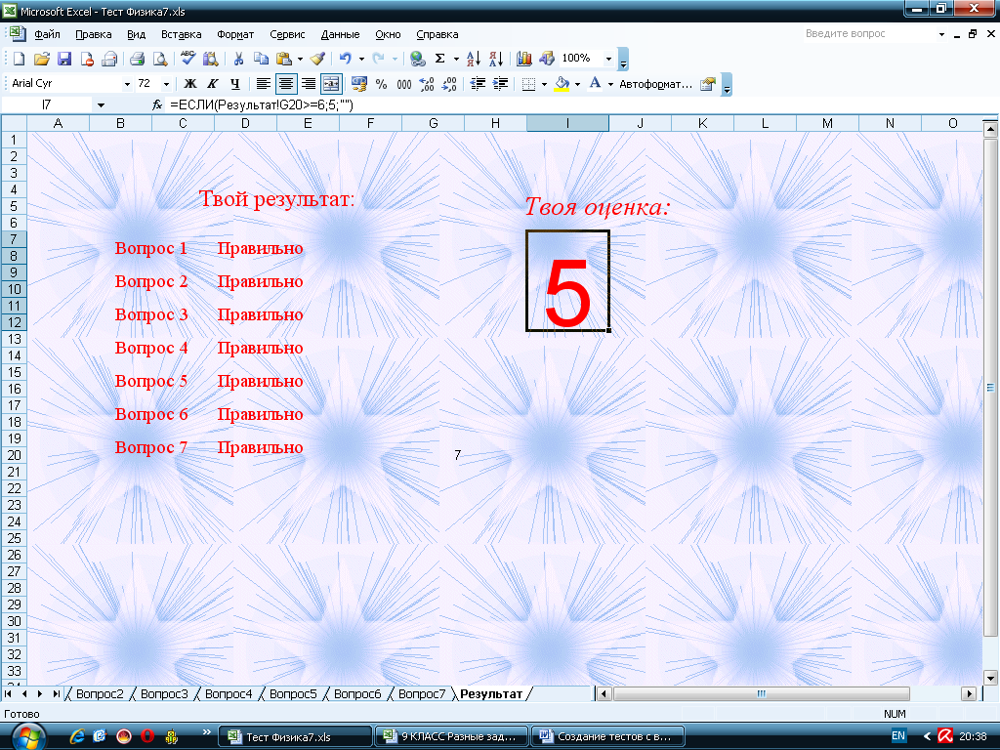 Microsoft Excel - Тест Физика7.xls
Файл Правка Вид Вставка Формат Сервис Данные Окно Справка Введите вопрос
100%
Arial Cyr 72 Ж К Ч % 000 Автоформат...
I7 fx =ЕСЛИ(Результат!G20>=6;5;"")
A B C D E F G H I J K L M N O
1
2
3
4
Твой результат:
5
Твоя оценка:
6
7
Вопрос 1 Правильно
8
9
Вопрос 2 Правильно
10
5
11
Вопрос 3 Правильно
12
13
Вопрос 4 Правильно
14
15
Вопрос 5 Правильно
16
17
Вопрос 6 Правильно
18
19
Вопрос 7 Правильно
20 7
21
22
23
24
25
26
27
28
29
30
31
32
33
Вопрос2 Вопрос3 Вопрос4 Вопрос5 Вопрос6 Вопрос7 Результат
Готово NUM
Тест Физика7.xls 9 КЛАСС Разные зад... Создание тестов с в... EN 20:38